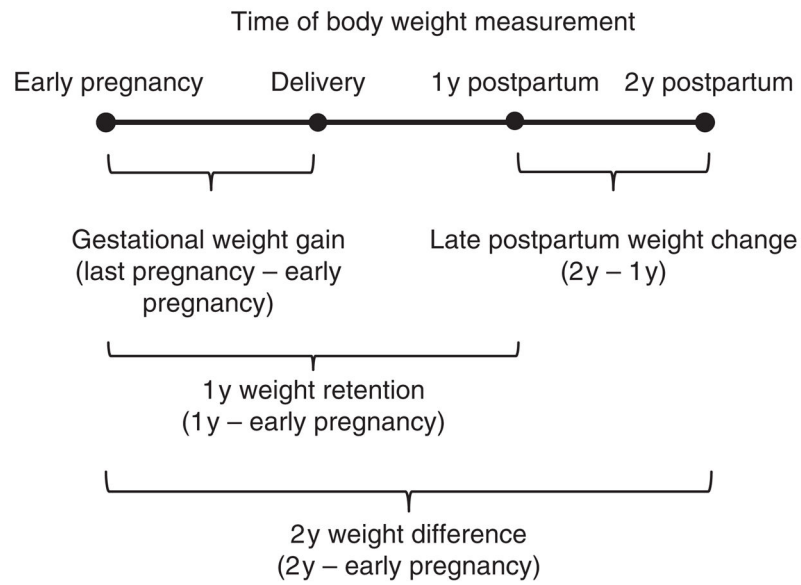 Time of body weight measurement
Early pregnancy Delivery 1y postpartum 2y postpartum
Gestational weight gain
(last pregnancy – early
pregnancy)
Late postpartum weight change
(2y – 1y)
1y weight retention
(1y – early pregnancy)
2y weight difference
(2y – early pregnancy)